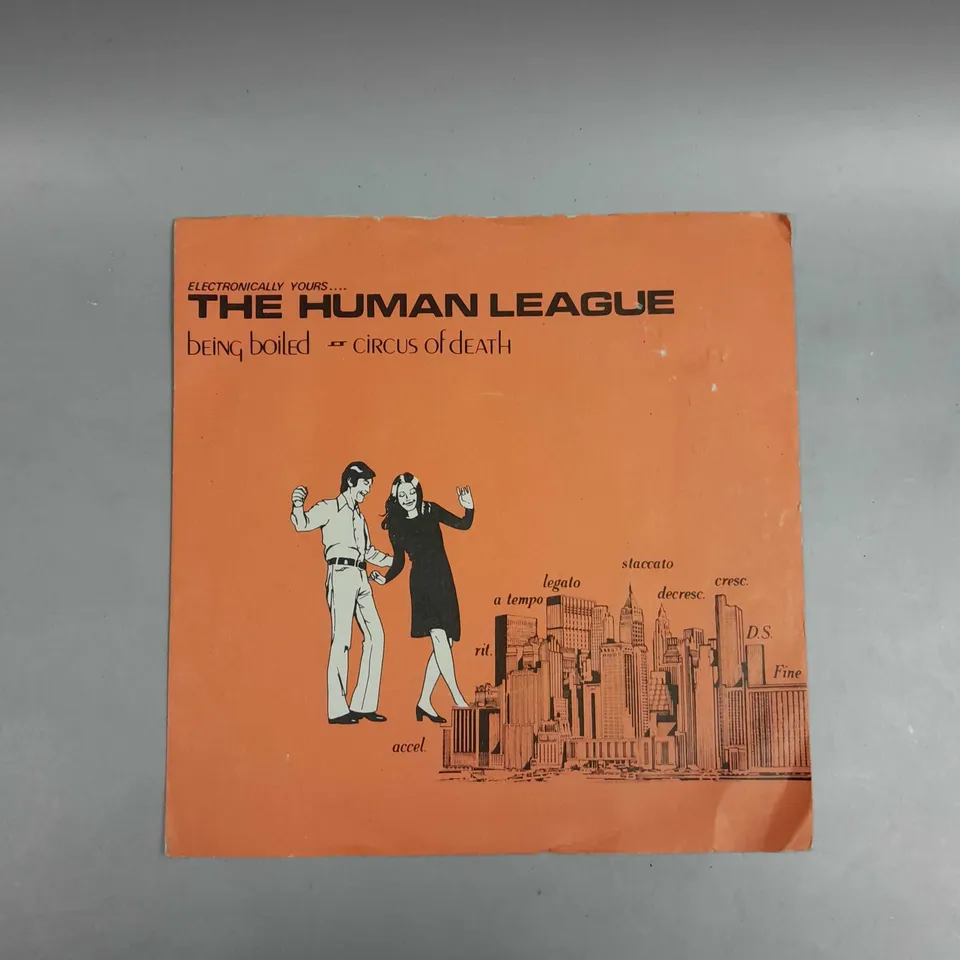 ELECTRONICALLY YOURS....
THE HUMAN LEAGUE
being boiled - CIRCUS of dEATH
staccato
legato
cresc.
a tempo
decresc.
D.S.
rit.
Fine
accel.